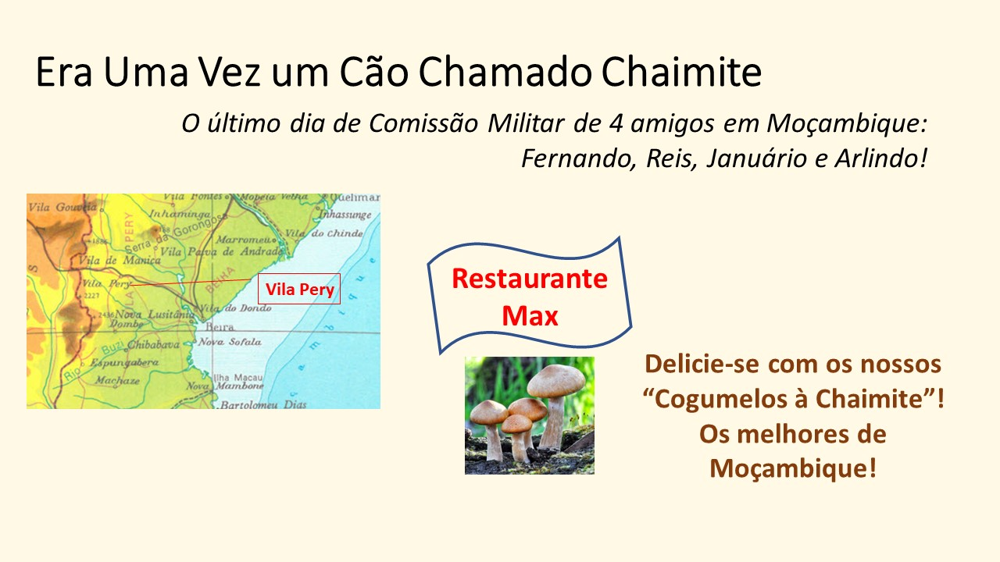 Era Uma Vez um Cão Chamado Chaimite
O último dia de Comissão Militar de 4 amigos em Moçambique:
Fernando, Reis, Januário e Arlindo!
Vila Fontes
Mopeia Velha
Quelimar
Vila Gouveia
Inhaminga
Inhassunge
PERY
Serra da Gorongosa
Marromeu
Vila do Chinde
Vila Paiva de Andrade
Vila de Manica
S
Vila Pery
BEIRA
Vila Pery
2227
2436
Nova Lusitânia
Vila do Dondo
Dombe
Beira
Buzi
Chibabava
Nova Sofala
Espungabera
Rio
Machaze
Ilha Macau
Nova Mambone
Bartolomeu Dias
m b i q u e
Restaurante
Max
Delicie-se com os nossos
“Cogumelos à Chaimite”!
Os melhores de
Moçambique!